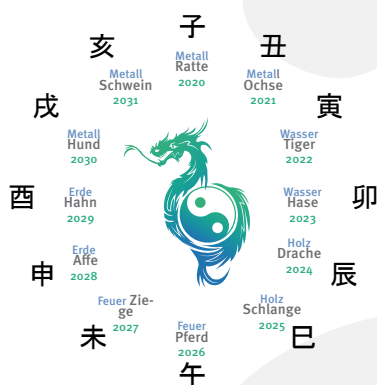 子
Metall
Ratte
2020
丑
Metall
Ochse
2021
寅
Wasser
Tiger
2022
卯
Wasser
Hase
2023
辰
Holz
Drache
2024
巳
Holz
Schlange
2025
午
Feuer
Pferd
2026
未
Feuer Zie-
ge
2027
申
Erde
Affe
2028
酉
Erde
Hahn
2029
戌
Metall
Hund
2030
亥
Metall
Schwein
2031